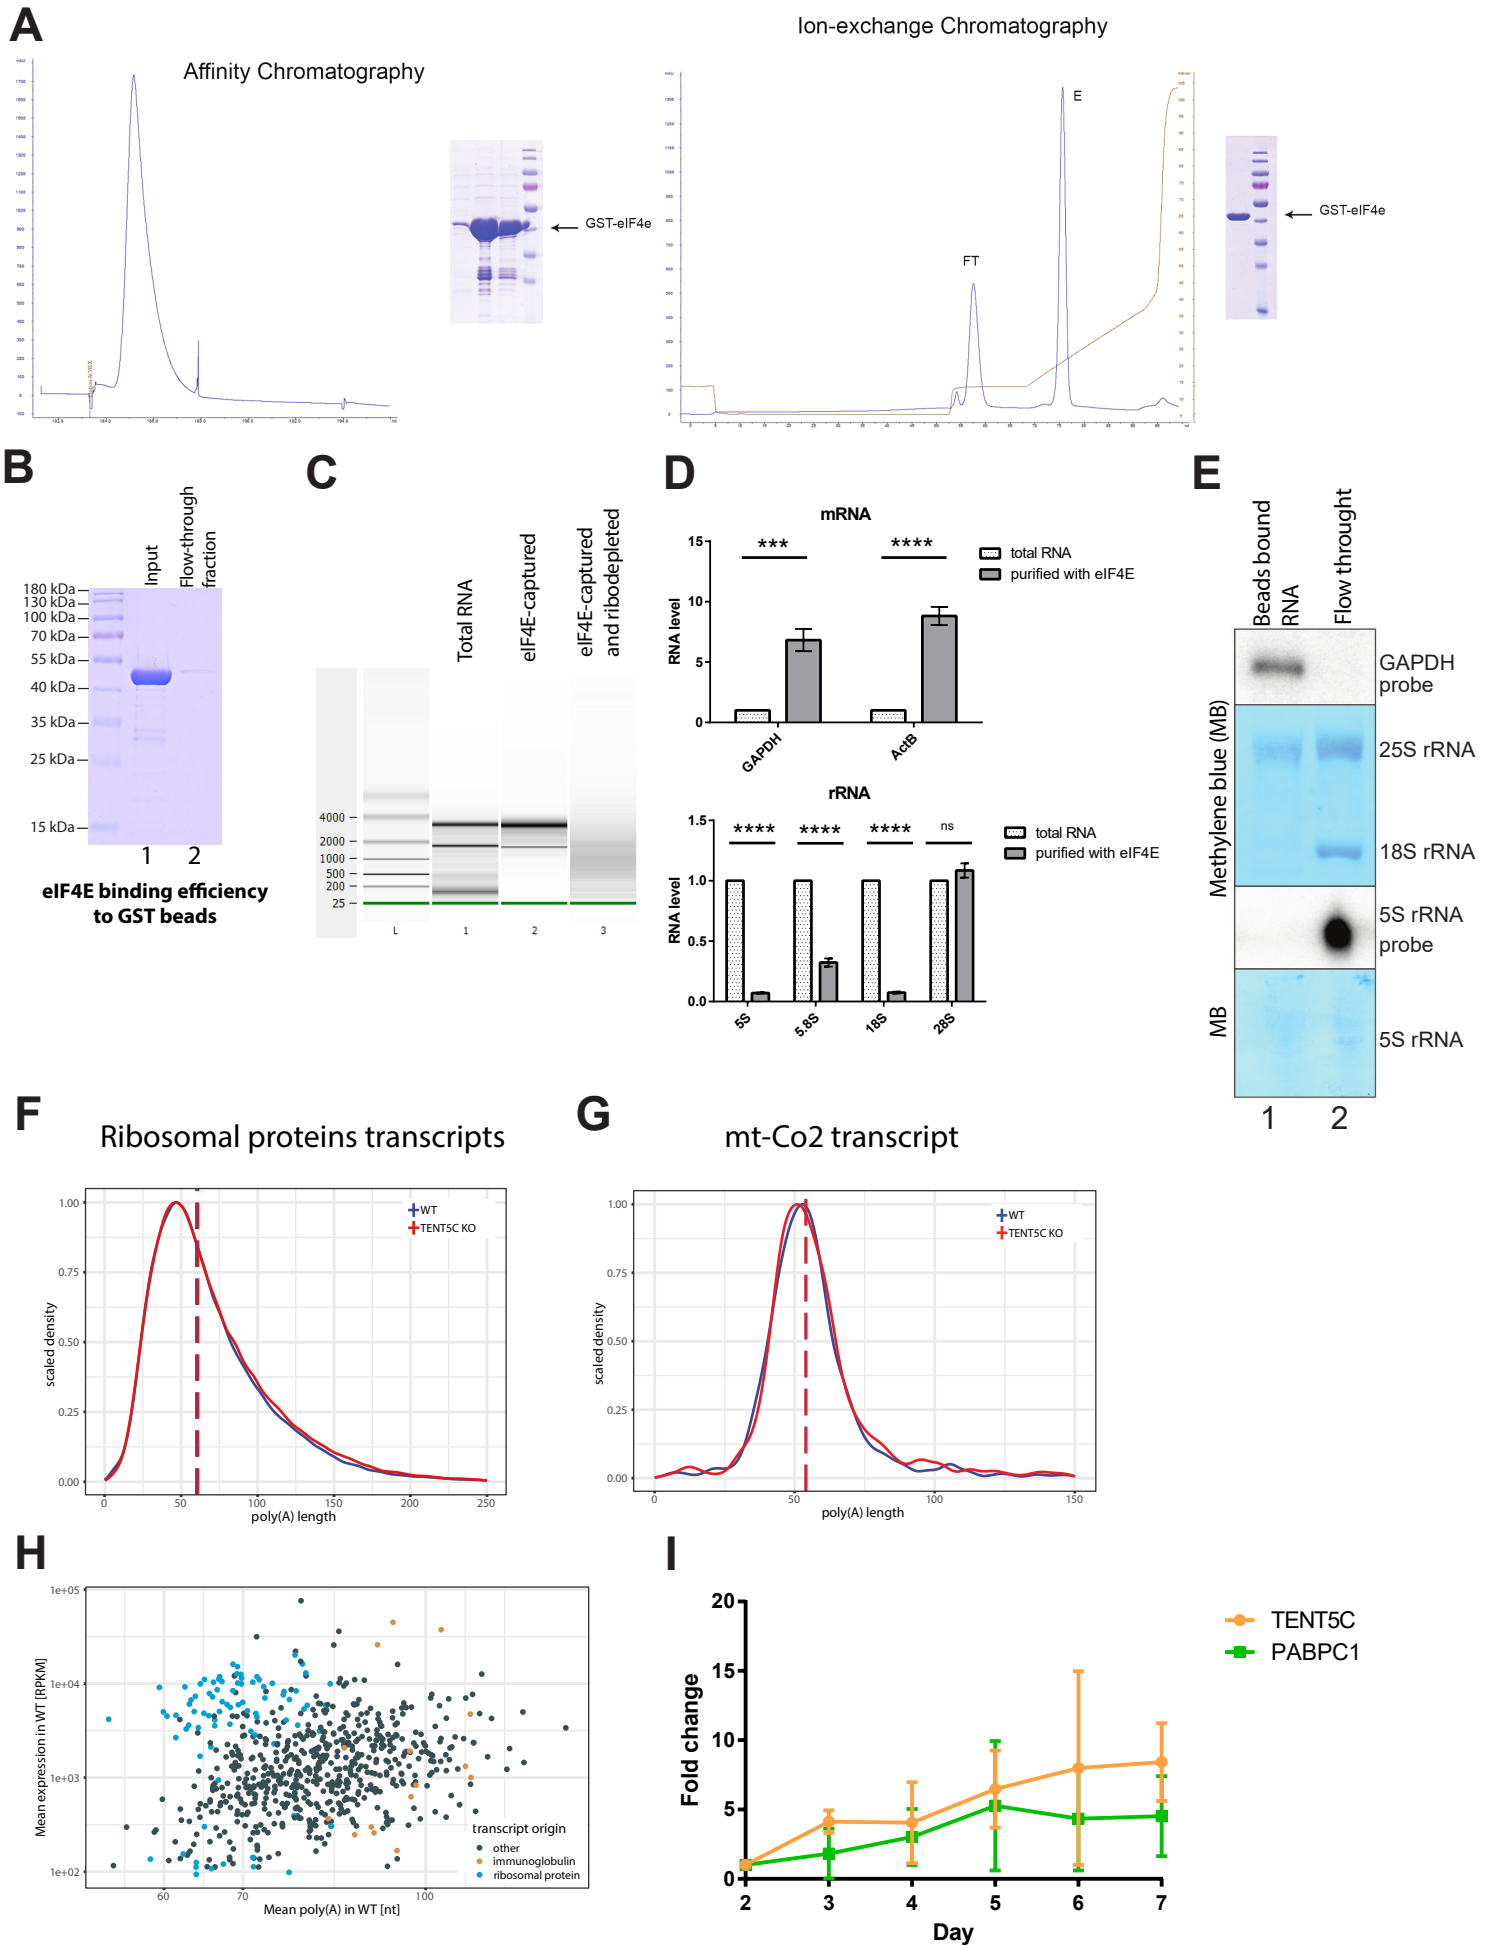 A
Affinity Chromatography
GST-eIF4e
Ion-exchange Chromatography
FT
E
GST-eIF4e
B
Input
Flow-through
fraction
180 kDa
130 kDa
100 kDa
70 kDa
55 kDa
40 kDa
35 kDa
25 kDa
15 kDa
1 2
eIF4E binding efficiency
to GST beads
C
Total RNA
eIF4E-captured
eIF4E-captured
and ribodepleted
4000
2000
1000
500
200
25
L 1 2 3
D
mRNA
15
10
5
0
RNA level
*** ****
total RNA
purified with eIF4E
GAPDH ActB
rRNA
1.5
1.0
0.5
0.0
RNA level
**** **** **** ns
total RNA
purified with eIF4E
5S 5.8S 18S 28S
E
Beads bound
RNA
Flow throught
GAPDH
probe
Methylene blue (MB)
25S rRNA
18S rRNA
5S rRNA
probe
MB
5S rRNA
1 2
F
Ribosomal proteins transcripts
1.00
0.75
0.50
0.25
0.00
scaled density
WT
TENT5C KO
0 50 100 150 200 250
poly(A) length
G
mt-Co2 transcript
1.00
0.75
0.50
0.25
0.00
scaled density
WT
TENT5C KO
0 50 100 150
poly(A) length
H
1e+05
1e+04
1e+03
1e+02
Mean expression in WT [RPKM]
transcript origin
other
immunoglobulin
ribosomal protein
60 70 100
Mean poly(A) in WT [nt]
I
20
15
10
5
0
Fold change
TENT5C
PABPC1
2 3 4 5 6 7
Day